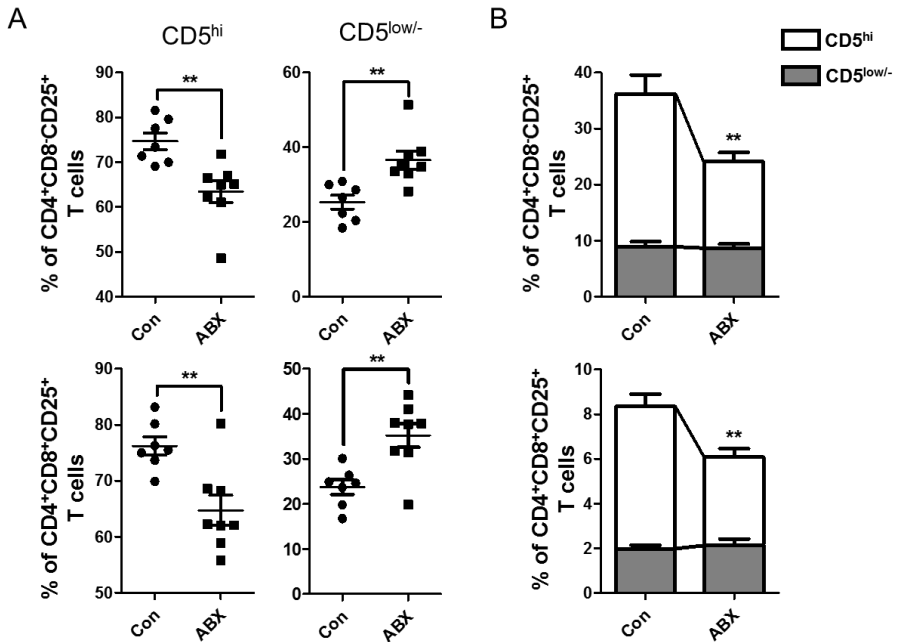 A
B
CD5hi
CD5low/-
CD5hi
CD5low/-
% of CD4+CD8-CD25+
T cells
90
80
70
60
50
40
**
Con
ABX
60
40
20
0
**
Con
ABX
% of CD4+CD8-CD25+
T cells
40
30
20
10
0
**
Con
ABX
% of CD4+CD8+CD25+
T cells
90
80
70
60
50
**
Con
ABX
50
40
30
20
10
0
**
Con
ABX
% of CD4+CD8+CD25+
T cells
10
8
6
4
2
0
**
Con
ABX